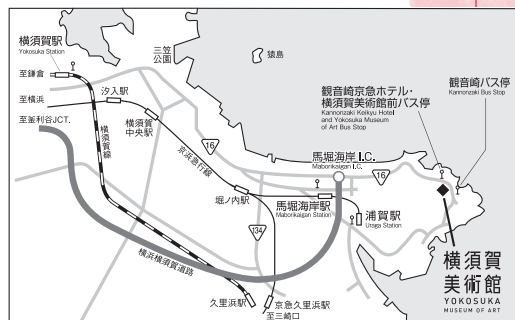 横須賀駅
Yokosuka Station
至鎌倉
至横浜
至釜利谷JCT.
汐入駅
横須賀
中央駅
横須賀線
京浜急行線
三笠
公園
猿島
16
観音崎京急ホテル・
横須賀美術館前バス停
Kannonzaki Keikyu Hotel
and Yokosuka Museum
of Art Bus Stop
観音崎バス停
Kannonzaki Bus Stop
馬堀海岸I.C.
Maborikaigan I.C.
16
堀ノ内駅
馬堀海岸駅
Maborikaigan Station
浦賀駅
Uraga Station
134
横浜横須賀道路
久里浜駅
京急久里浜駅
至三崎口
横須賀
美術館
YOKOSUKA
MUSEUM OF ART